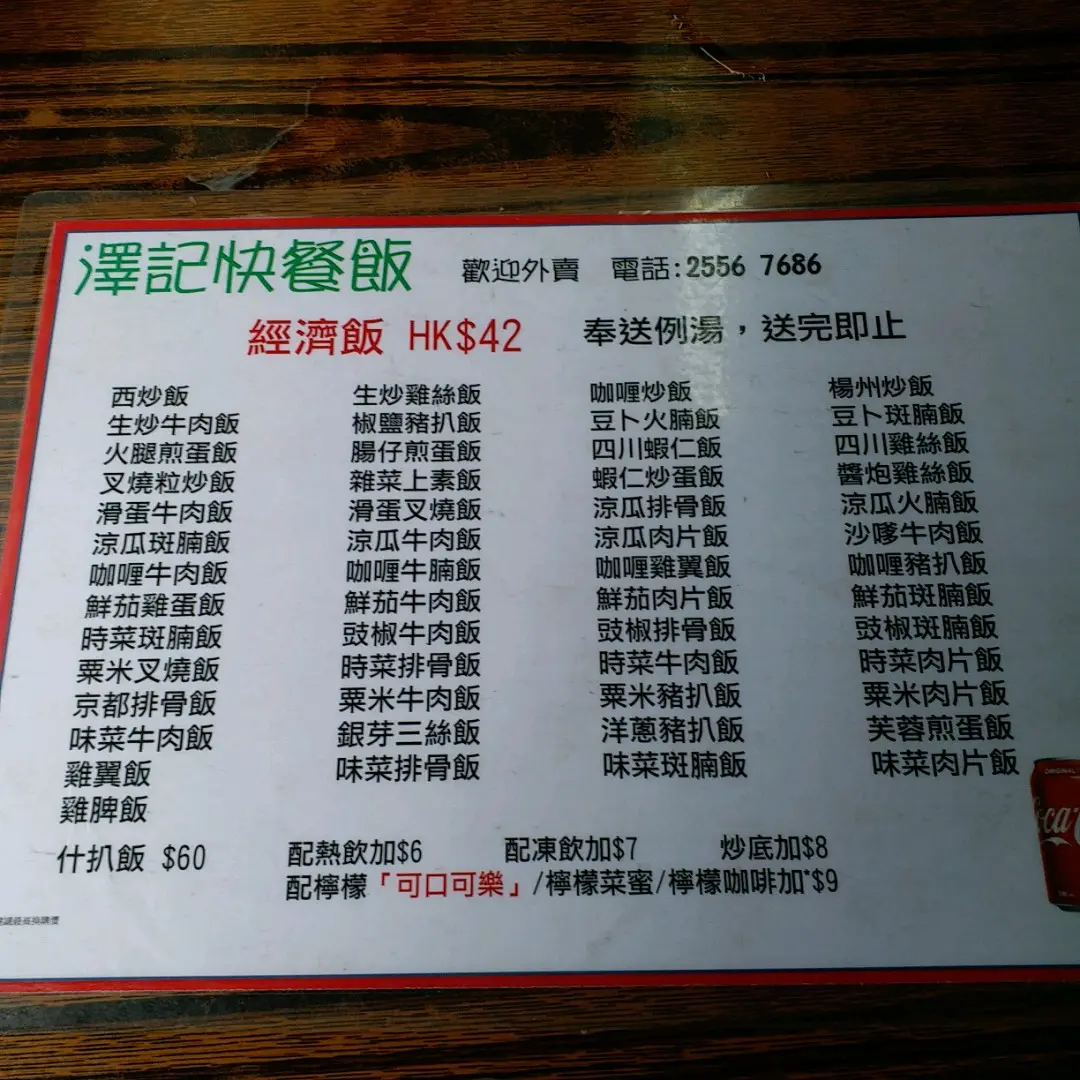 澤記快餐飯 歡迎外賣 電話:2556 7686
經濟飯 HK$42 奉送例湯，送完即止
西炒飯 生炒雞絲飯 咖喱炒飯 楊州炒飯
生炒牛肉飯 椒鹽豬扒飯 豆卜火腩飯 豆卜斑腩飯
火腿煎蛋飯 腸仔煎蛋飯 四川蝦仁飯 四川雞絲飯
叉燒粒炒飯 雜菜上素飯 蝦仁炒蛋飯 醬炮雞絲飯
滑蛋牛肉飯 滑蛋叉燒飯 涼瓜排骨飯 涼瓜火腩飯
涼瓜斑腩飯 涼瓜牛肉飯 涼瓜肉片飯 沙嗲牛肉飯
咖喱牛肉飯 咖喱牛腩飯 咖喱雞翼飯 咖喱豬扒飯
鮮茄雞蛋飯 鮮茄牛肉飯 鮮茄肉片飯 鮮茄斑腩飯
時菜斑腩飯 豉椒牛肉飯 豉椒排骨飯 豉椒斑腩飯
粟米叉燒飯 時菜排骨飯 時菜牛肉飯 時菜肉片飯
京都排骨飯 粟米牛肉飯 粟米豬扒飯 粟米肉片飯
味菜牛肉飯 銀芽三絲飯 洋蔥豬扒飯 芙蓉煎蛋飯
雞翼飯 味菜排骨飯 味菜斑腩飯 味菜肉片飯
雞脾飯
什扒飯 $60 配熱飲加$6 配凍飲加$7 炒底加$8
配檸檬「可口可樂」/檸檬菜蜜/檸檬咖啡加*$9
ORIGINAL